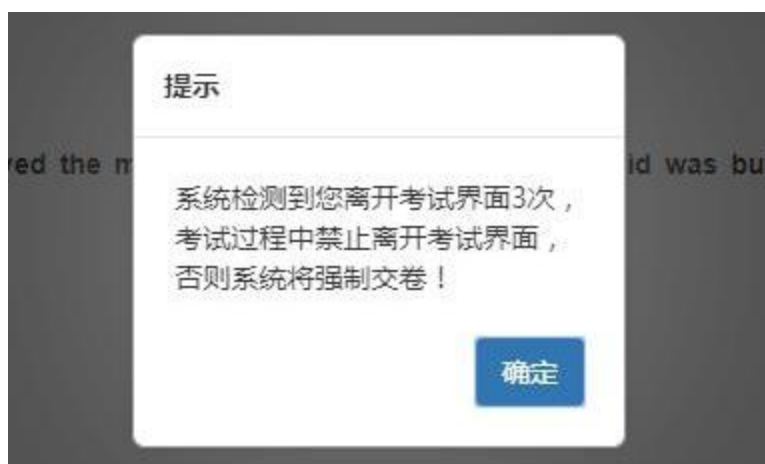 提示
ved the m
id was bu
系统检测到您离开考试界面3次，
考试过程中禁止离开考试界面，
否则系统将强制交卷！
确定